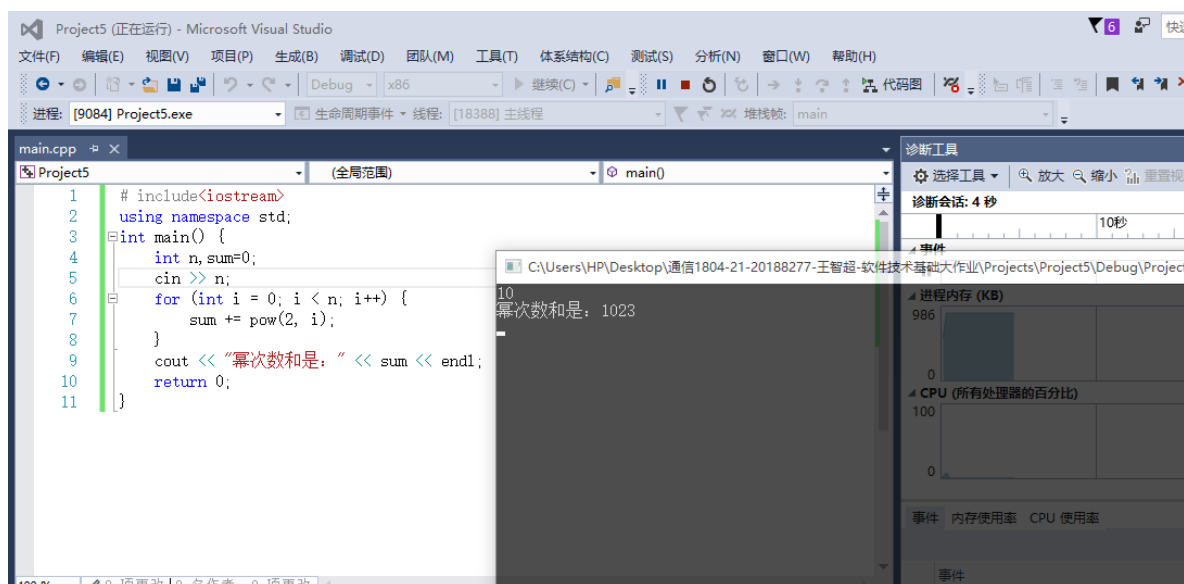 Project5 (正在运行) - Microsoft Visual Studio
6
快速
文件(F) 编辑(E) 视图(V) 项目(P) 生成(B) 调试(D) 团队(M) 工具(T) 体系结构(C) 测试(S) 分析(N) 窗口(W) 帮助(H)
Debug x86 继续(C) 代码图
进程: [9084] Project5.exe 生命周期事件 线程: [18388] 主线程 堆栈帧: main
main.cpp
Project5 (全局范围) main()
1 # include<iostream>
2 using namespace std;
3 int main() {
4 int n,sum=0;
5 cin >> n;
6 for (int i = 0; i < n; i++) {
7 sum += pow(2, i);
8 }
9 cout << "幂次数和是：" << sum << endl;
10 return 0;
11 }
C:\Users\HP\Desktop\通信1804-21-20188277-王智超-软件技术基础大作业\Projects\Project5\Debug\Project
10
幂次数和是：1023
诊断工具
选择工具 放大 缩小 重置视
诊断会话: 4 秒
10秒
事件
进程内存 (KB)
986
0
CPU (所有处理器的百分比)
100
0
事件 内存使用率 CPU 使用率
事件